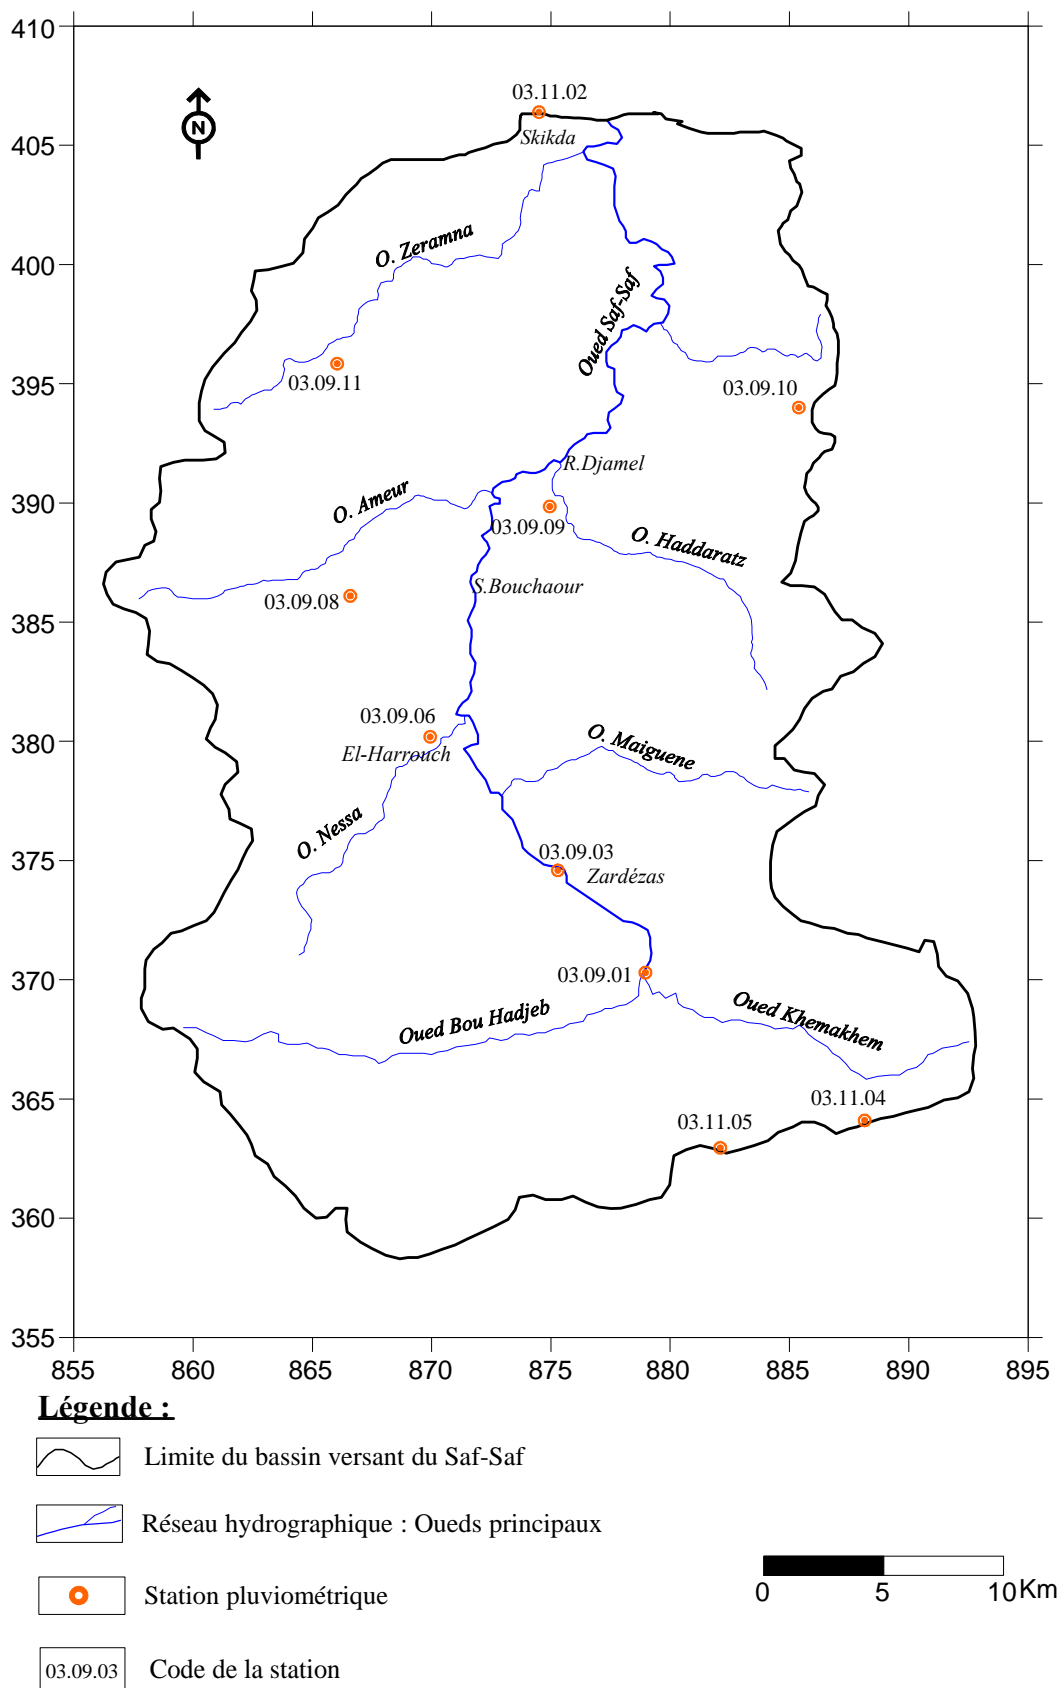 410
405
400
395
390
385
380
375
370
365
360
355
N
03.11.02
Skikda
O. Zeramna
Oued Saf-Saf
03.09.11
03.09.10
R.Djamel
O. Ameur
03.09.09
O. Haddaratz
S.Bouchaour
03.09.08
03.09.06
El-Harrouch
O. Maiguene
O. Nessa
03.09.03
Zardézas
03.09.01
Oued Bou Hadjeb
Oued Khemakhem
03.11.04
03.11.05
855 860 865 870 875 880 885 890 895
Légende :
Limite du bassin versant du Saf-Saf
Réseau hydrographique : Oueds principaux
Station pluviométrique
0 5 10 Km
03.09.03 Code de la station